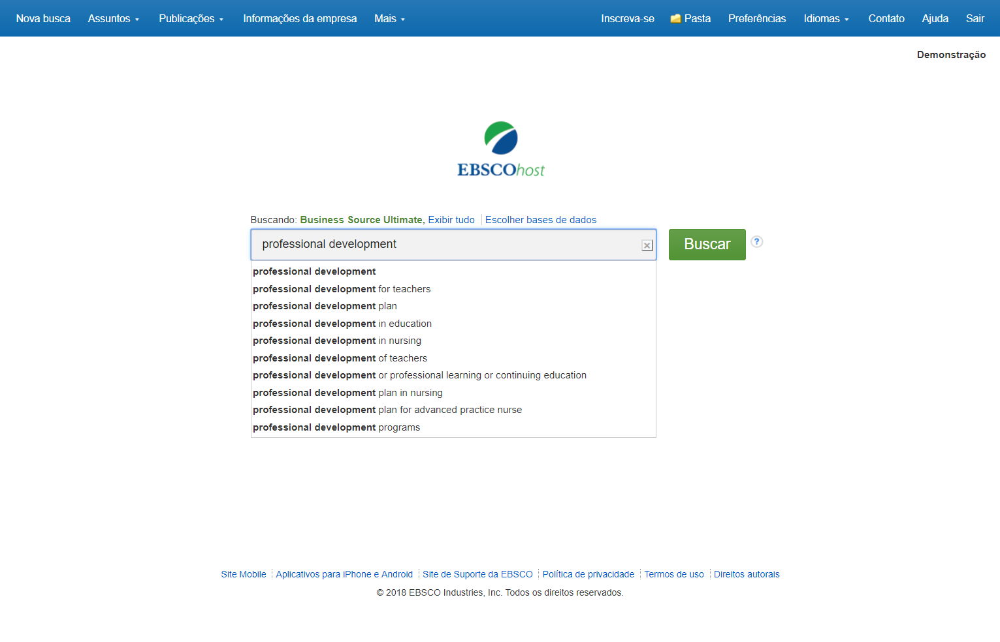 Nova busca Assuntos Publicações Informações da empresa Mais Inscreva-se Pasta Preferências Idiomas Contato Ajuda Sair
Demonstração
EBSCOhost
Buscando: Business Source Ultimate, Exibir tudo Escolher bases de dados
professional development Buscar ?
professional development
professional development for teachers
professional development plan
professional development in education
professional development in nursing
professional development of teachers
professional development or professional learning or continuing education
professional development plan in nursing
professional development plan for advanced practice nurse
professional development programs
Site Mobile Aplicativos para iPhone e Android Site de Suporte da EBSCO Política de privacidade Termos de uso Direitos autorais
© 2018 EBSCO Industries, Inc. Todos os direitos reservados.